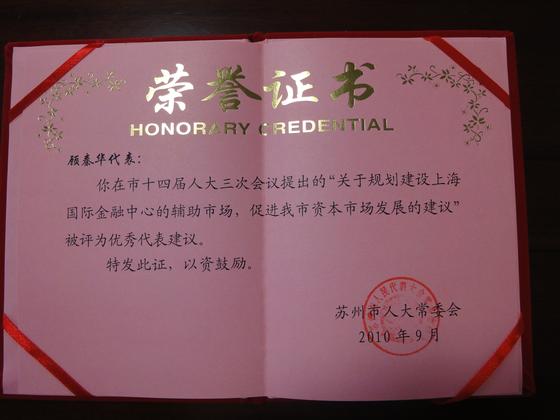 荣誉证书
HONORARY CREDENTIAL
顾秦华代表：
你在市十四届人大三次会议提出的“关于规划建设上海
国际金融中心的辅助市场，促进我市资本市场发展的建议”
被评为优秀代表建议。
特发此证，以资鼓励。
苏州市人大常委会
2010年9月